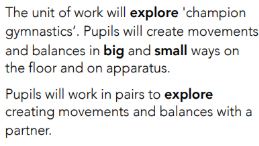 The unit of work will explore 'champion
gymnastics'. Pupils will create movements
and balances in big and small ways on
the floor and on apparatus.
Pupils will work in pairs to explore
creating movements and balances with a
partner.